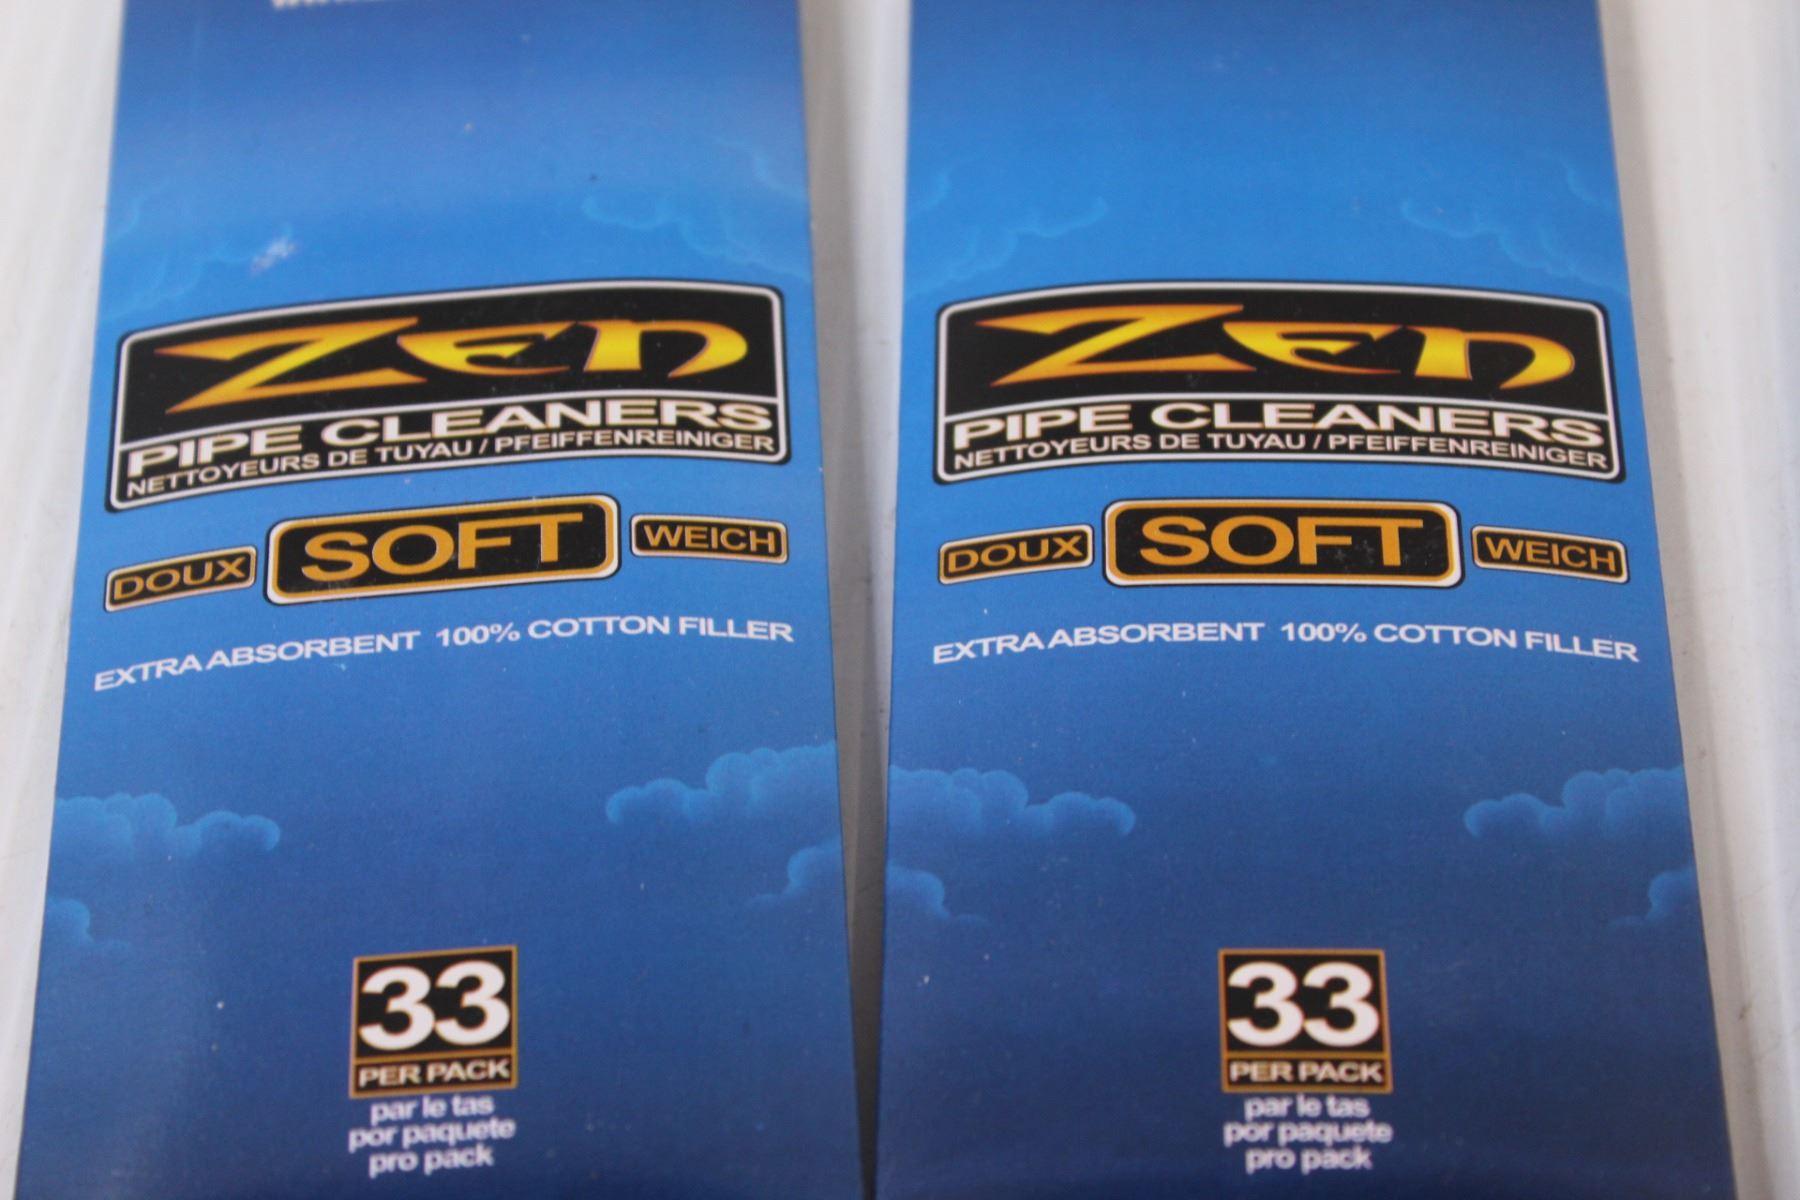 Zen
PIPE CLEANERS
NETTOYEURS DE TUYAU / PFEIFFENREINIGER
DOUX SOFT WEICH
EXTRA ABSORBENT 100% COTTON FILLER
33
PER PACK
par le tas
por paquete
pro pack
Zen
PIPE CLEANERS
NETTOYEURS DE TUYAU / PFEIFFENREINIGER
DOUX SOFT WEICH
EXTRA ABSORBENT 100% COTTON FILLER
33
PER PACK
par le tas
por paquete
pro pack